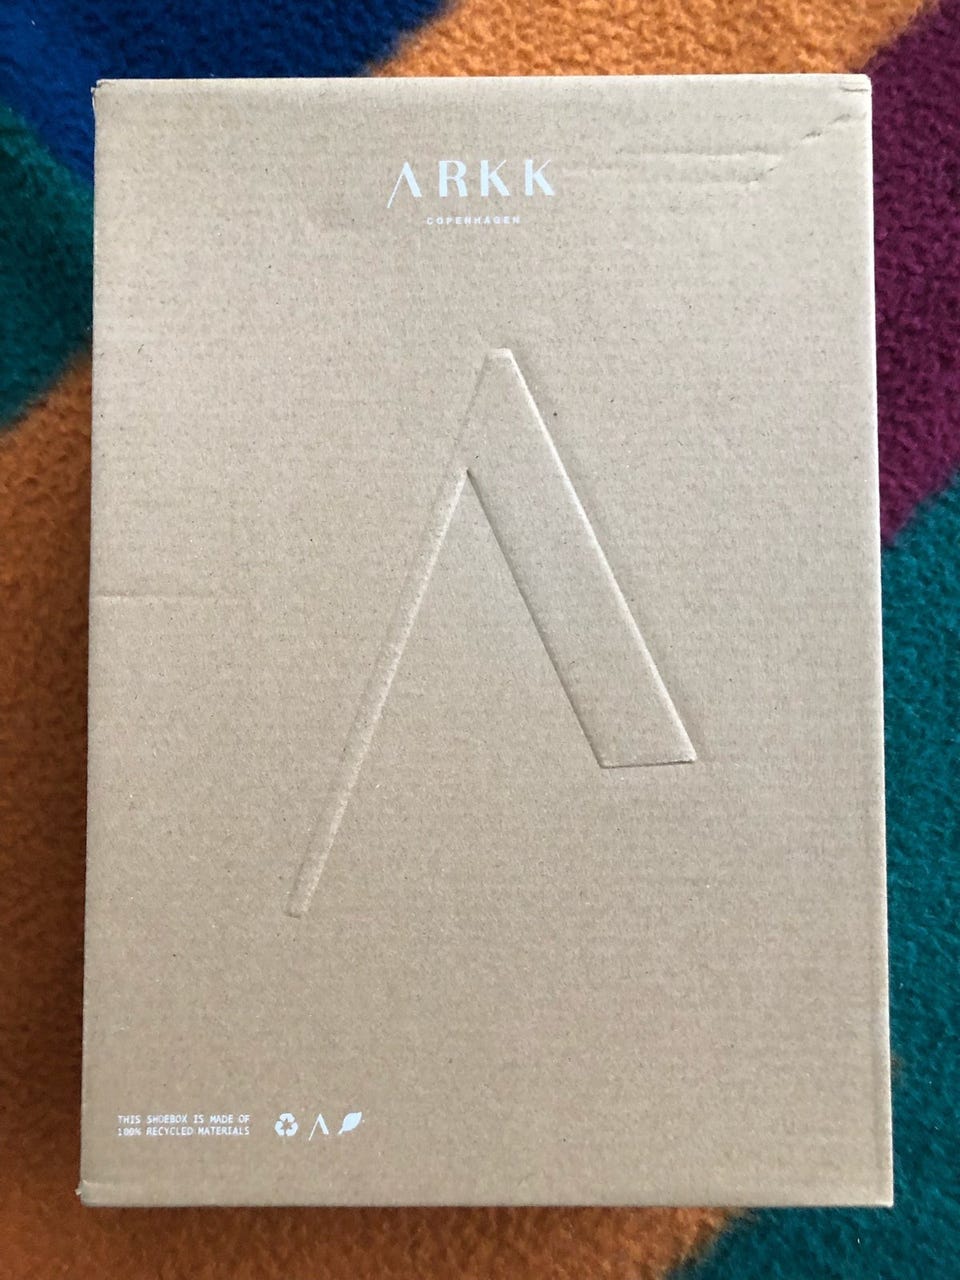 ARKK
COPENHAGEN
THIS SHOEBOX IS MADE OF
100% RECYCLED MATERIALS